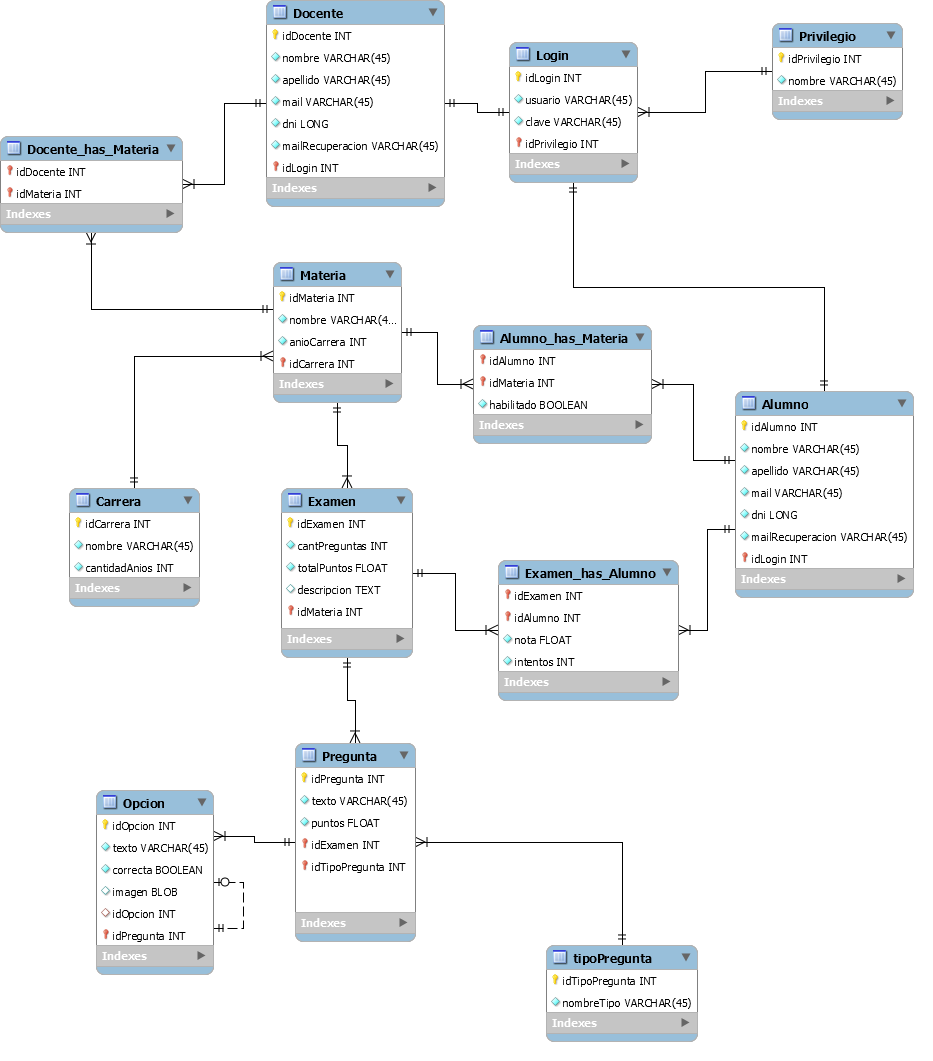 Docente
idDocente INT
nombre VARCHAR(45)
apellido VARCHAR(45)
mail VARCHAR(45)
dni LONG
mailRecuperacion VARCHAR(45)
idLogin INT
Indexes
Login
idLogin INT
usuario VARCHAR(45)
clave VARCHAR(45)
idPrivilegio INT
Indexes
Privilegio
idPrivilegio INT
nombre VARCHAR(45)
Indexes
Docente_has_Materia
idDocente INT
idMateria INT
Indexes
Materia
idMateria INT
nombre VARCHAR(4...
anioCarrera INT
idCarrera INT
Indexes
Alumno_has_Materia
idAlumno INT
idMateria INT
habilitado BOOLEAN
Indexes
Alumno
idAlumno INT
nombre VARCHAR(45)
apellido VARCHAR(45)
mail VARCHAR(45)
dni LONG
mailRecuperacion VARCHAR(45)
idLogin INT
Indexes
Carrera
idCarrera INT
nombre VARCHAR(45)
cantidadAnios INT
Indexes
Examen
idExamen INT
cantPreguntas INT
totalPuntos FLOAT
descripcion TEXT
idMateria INT
Indexes
Examen_has_Alumno
idExamen INT
idAlumno INT
nota FLOAT
intentos INT
Indexes
Pregunta
idPregunta INT
texto VARCHAR(45)
puntos FLOAT
idExamen INT
idTipoPregunta INT
Indexes
Opcion
idOpcion INT
texto VARCHAR(45)
correcta BOOLEAN
imagen BLOB
idOpcion INT
idPregunta INT
Indexes
tipoPregunta
idTipoPregunta INT
nombreTipo VARCHAR(45)
Indexes